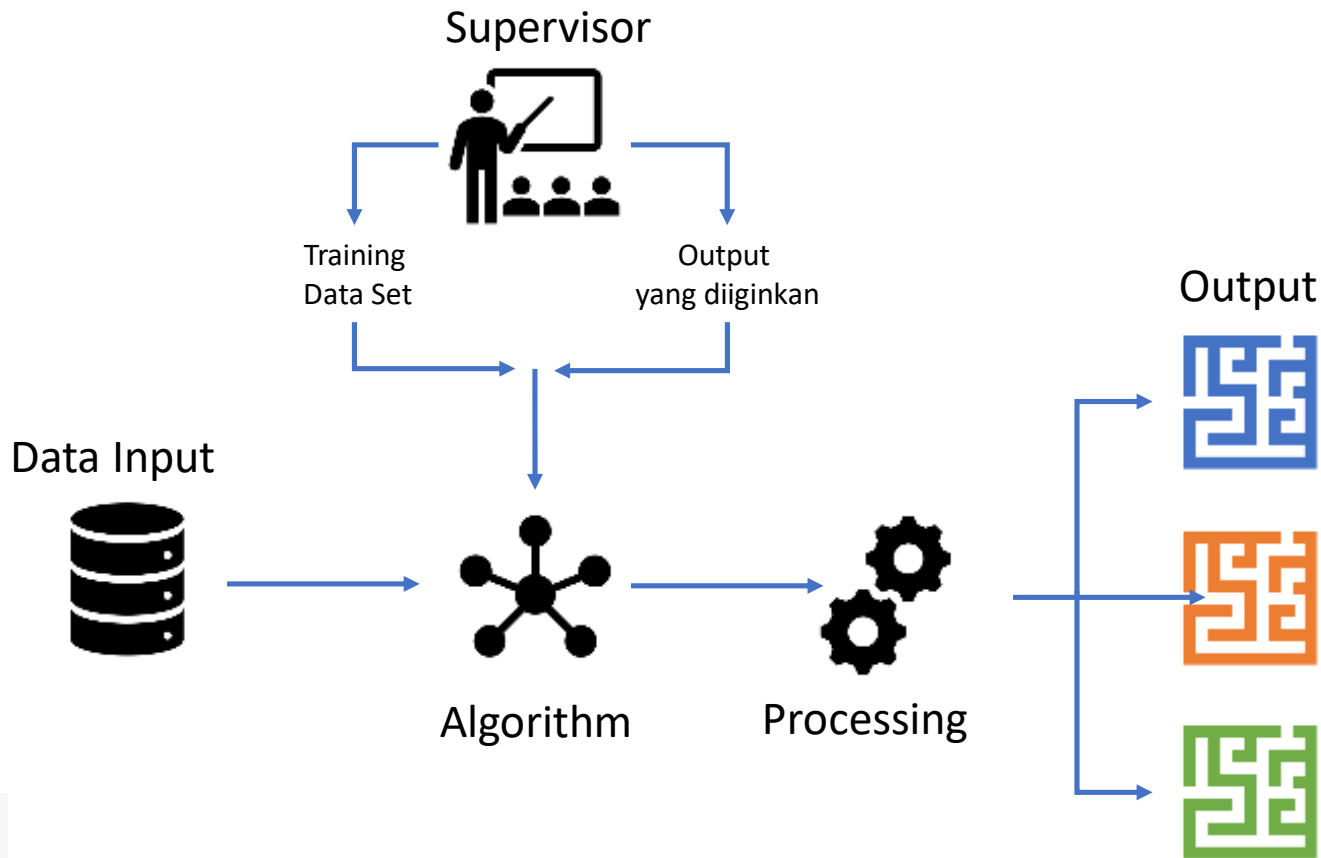 Supervisor
Training
Data Set
Output
yang diiginkan
Output
Data Input
Algorithm
Processing